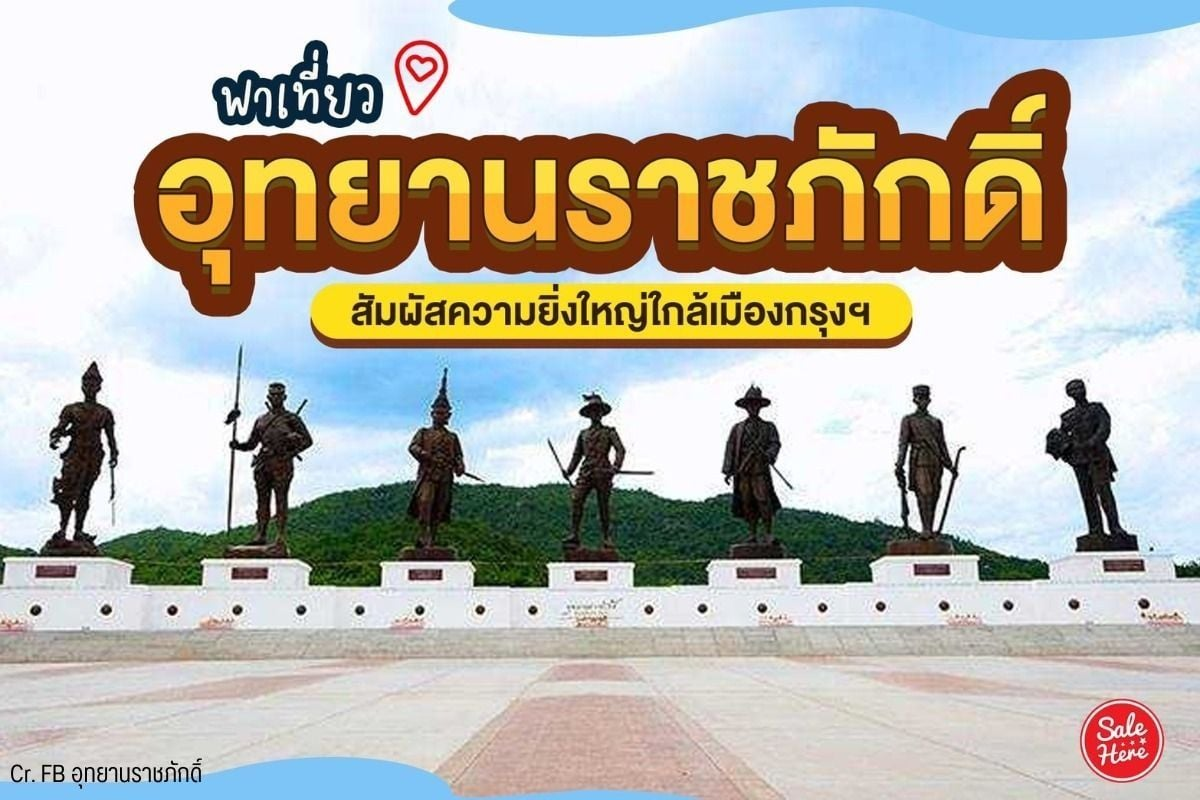 พาเที่ยว
อุทยานราชภักดิ์
สัมผัสความยิ่งใหญ่ใกล้เมืองกรุงฯ
Sale
Here
Cr. FB อุทยานราชภักดิ์